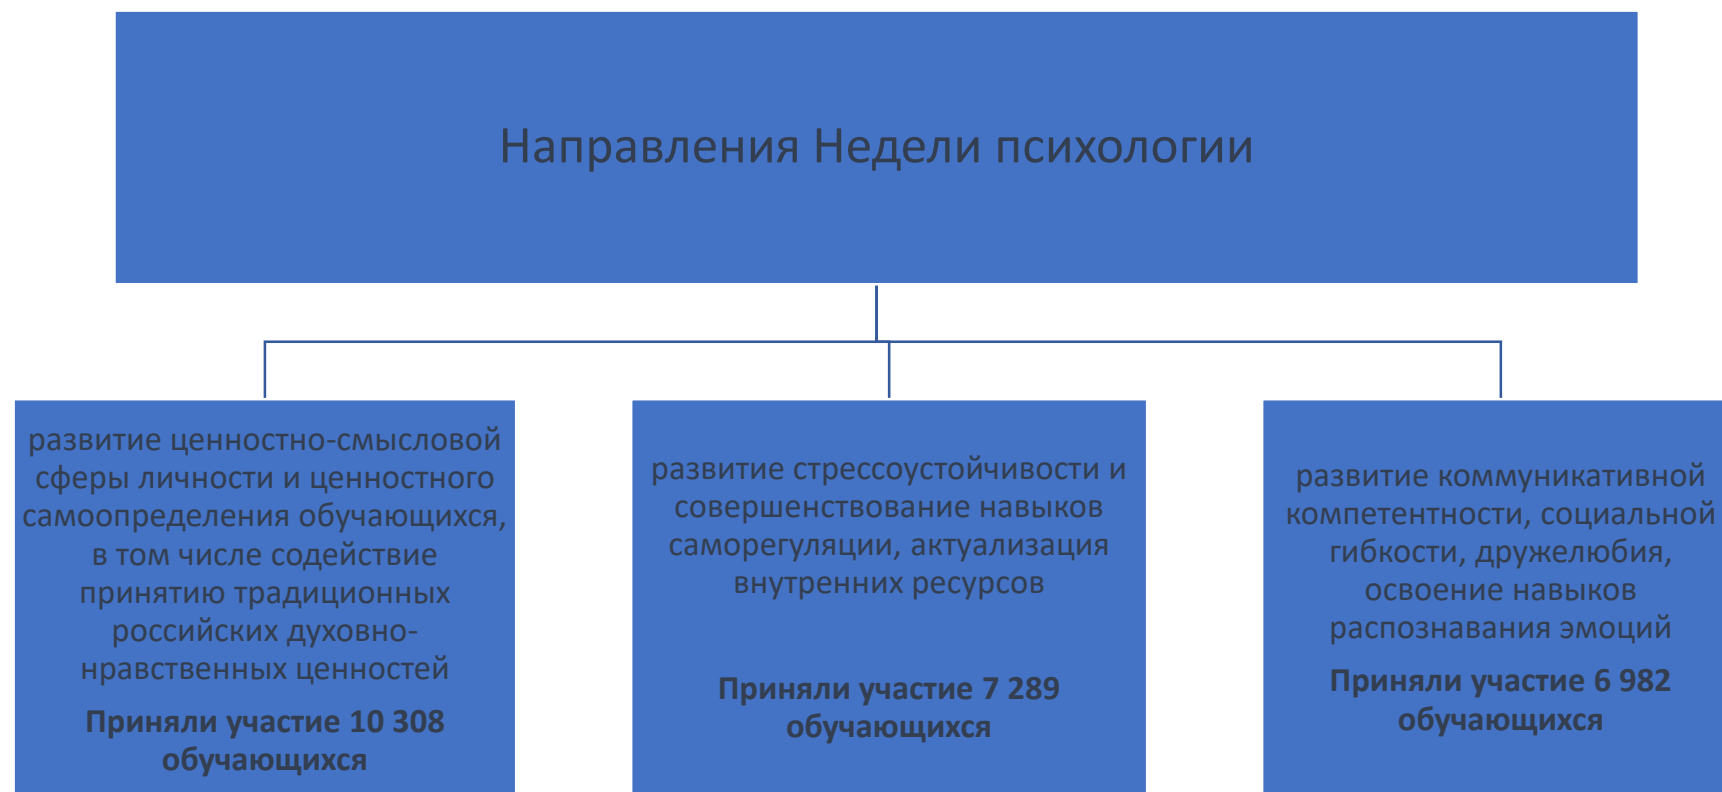 Направления Недели психологии
развитие ценностно-смысловой
сферы личности и ценностного
самоопределения обучающихся,
в том числе содействие
принятию традиционных
российских духовно-
нравственных ценностей
Приняли участие 10 308
обучающихся
развитие стрессоустойчивости и
совершенствование навыков
саморегуляции, актуализация
внутренних ресурсов
Приняли участие 7 289
обучающихся
развитие коммуникативной
компетентности, социальной
гибкости, дружелюбия,
освоение навыков
распознавания эмоций
Приняли участие 6 982
обучающихся